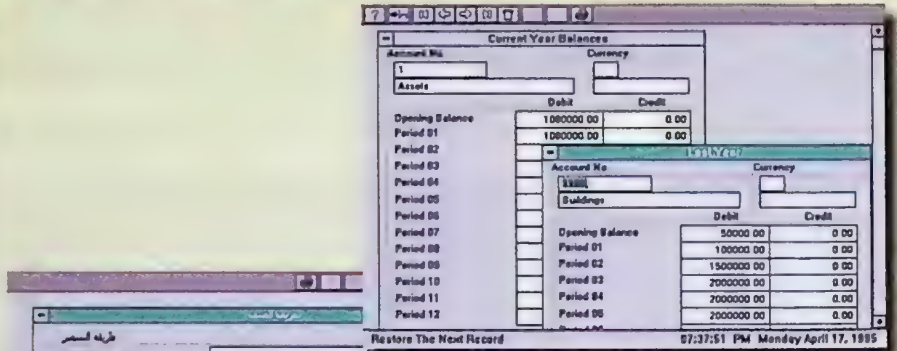 Current Year Balances
Account No. Currency
1
Assets
Debit Credit
Opening Balance 1080000.00 0.00
Period 01 1080000.00 0.00
Period 02
Period 03
Period 04
Period 05
Period 06
Period 07
Period 08
Period 09
Period 10
Period 11
Period 12
Account No Currency
Buildings
Debit Credit
Opening Balance 50000.00 0.00
Period 01 100000.00 0.00
Period 02 1500000.00 0.00
Period 03 2000000.00 0.00
Period 04 2000000.00 0.00
Period 05 2000000.00 0.00
Restore The Next Record 07:37:51 PM Monday April 17, 1995